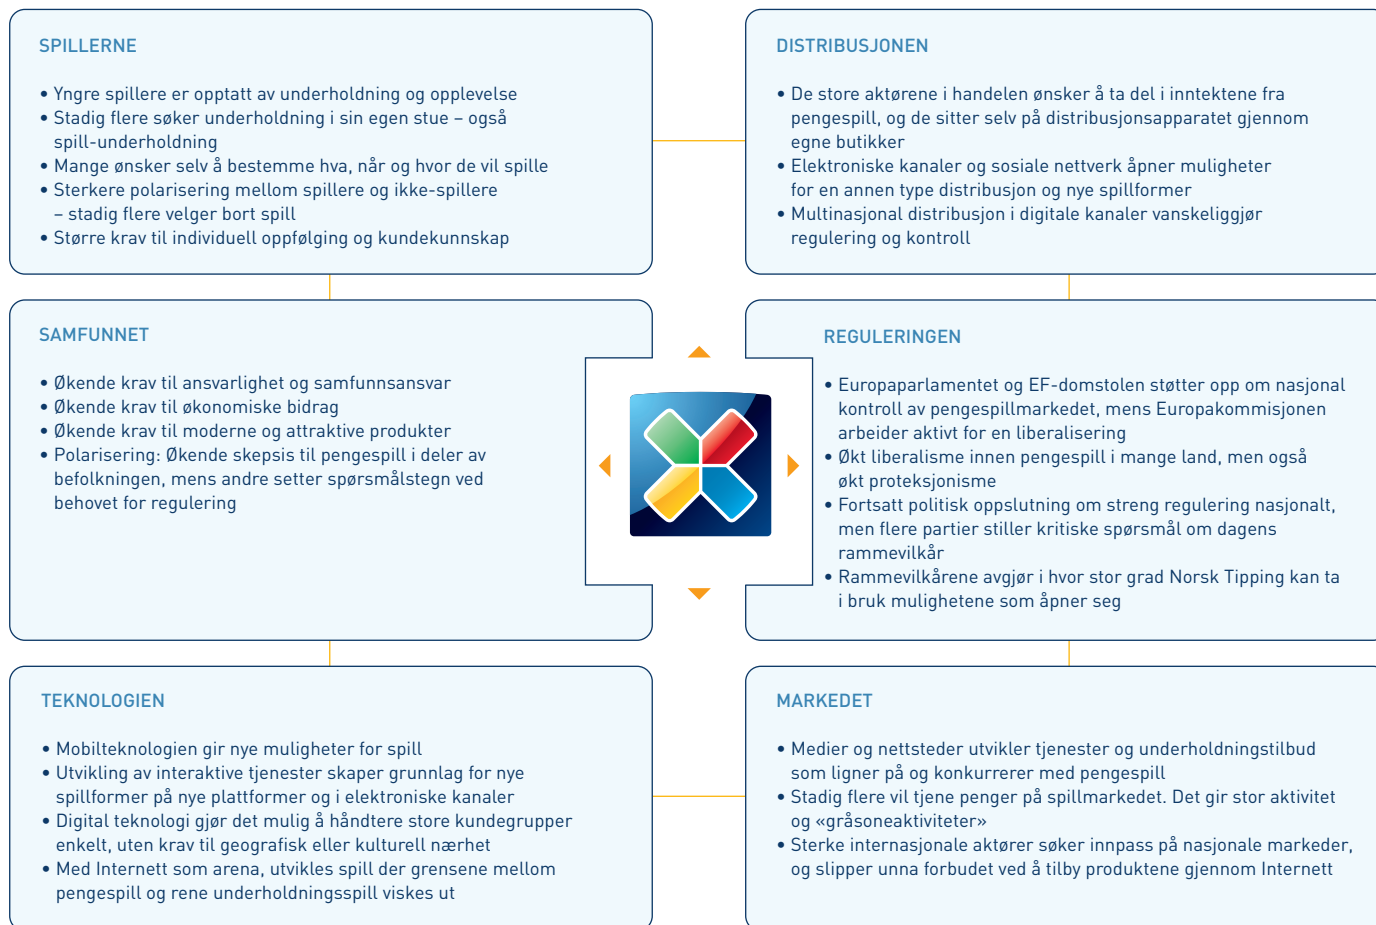 SPILLERNE
• Yngre spillere er opptatt av underholdning og opplevelse
• Stadig flere søker underholdning i sin egen stue – også
spill-underholdning
• Mange ønsker selv å bestemme hva, når og hvor de vil spille
• Sterkere polarisering mellom spillere og ikke-spillere
– stadig flere velger bort spill
• Større krav til individuell oppfølging og kundekunnskap
DISTRIBUSJONEN
• De store aktørene i handelen ønsker å ta del i inntektene fra
pengespill, og de sitter selv på distribusjonsapparatet gjennom
egne butikker
• Elektroniske kanaler og sosiale nettverk åpner muligheter
for en annen type distribusjon og nye spillformer
• Multinasjonal distribusjon i digitale kanaler vanskeliggjør
regulering og kontroll
SAMFUNNET
• Økende krav til ansvarlighet og samfunnsansvar
• Økende krav til økonomiske bidrag
• Økende krav til moderne og attraktive produkter
• Polarisering: Økende skepsis til pengespill i deler av
befolkningen, mens andre setter spørsmålstegn ved
behovet for regulering
REGULERINGEN
• Europaparlamentet og EF-domstolen støtter opp om nasjonal
kontroll av pengespillmarkedet, mens Europakommisjonen
arbeider aktivt for en liberalisering
• Økt liberalisme innen pengespill i mange land, men også
økt proteksjonisme
• Fortsatt politisk oppslutning om streng regulering nasjonalt,
men flere partier stiller kritiske spørsmål om dagens
rammevilkår
• Rammevilkårene avgjør i hvor stor grad Norsk Tipping kan ta
i bruk mulighetene som åpner seg
TEKNOLOGIEN
• Mobilteknologien gir nye muligheter for spill
• Utvikling av interaktive tjenester skaper grunnlag for nye
spillformer på nye plattformer og i elektroniske kanaler
• Digital teknologi gjør det mulig å håndtere store kundegrupper
enkelt, uten krav til geografisk eller kulturell nærhet
• Med Internett som arena, utvikles spill der grensene mellom
pengespill og rene underholdningsspill viskes ut
MARKEDET
• Medier og nettsteder utvikler tjenester og underholdningstilbud
som ligner på og konkurrerer med pengespill
• Stadig flere vil tjene penger på spillmarkedet. Det gir stor aktivitet
og «gråsoneaktiviteter»
• Sterke internasjonale aktører søker innpass på nasjonale markeder,
og slipper unna forbudet ved å tilby produktene gjennom Internett